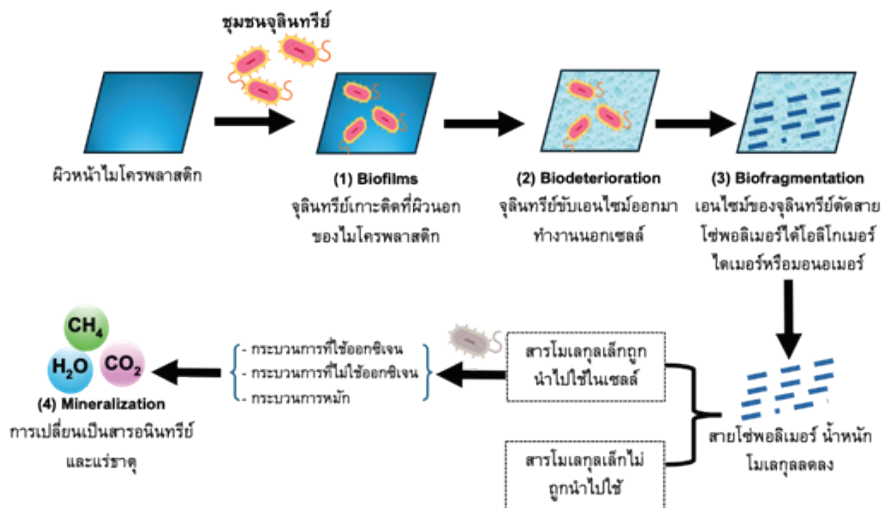 ชุมชนจุลินทรีย์
ผิวหน้าไมโครพลาสติก
(1) Biofilms
จุลินทรีย์เกาะติดที่ผิวนอก
ของไมโครพลาสติก
(2) Biodeterioration
จุลินทรีย์ขับเอนไซม์ออกมา
ทำงานนอกเซลล์
(3) Biofragmentation
เอนไซม์ของจุลินทรีย์ตัดสาย
โซ่พอลิเมอร์ได้โอลิโกเมอร์
ไดเมอร์หรือมอนอเมอร์
สายโซ่พอลิเมอร์ น้ำหนัก
โมเลกุลลดลง
สารโมเลกุลเล็กถูก
นำไปใช้ในเซลล์
สารโมเลกุลเล็กไม่
ถูกนำไปใช้
- กระบวนการที่ใช้ออกซิเจน
- กระบวนการที่ไม่ใช้ออกซิเจน
- กระบวนการหมัก
CH₄
H₂O
CO₂
(4) Mineralization
การเปลี่ยนเป็นสารอนินทรีย์
และแร่ธาตุ